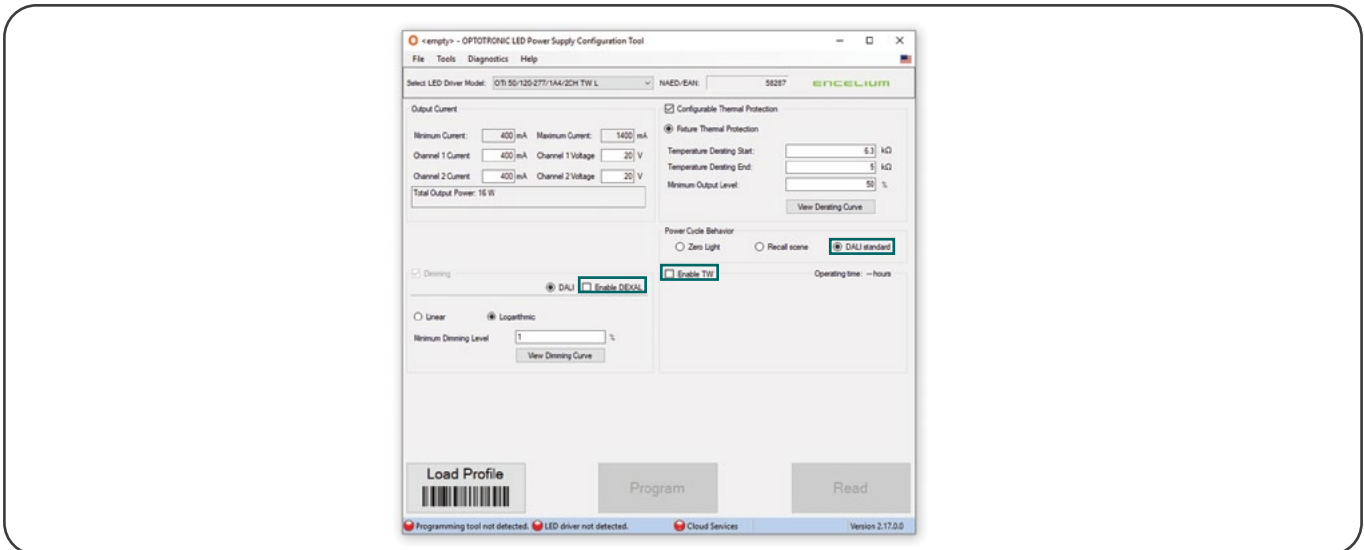 <empty> - OPTOTRONIC LED Power Supply Configuration Tool
File Tools Diagnostics Help
Select LED Driver Model: OTi 50/120-277/1A4/2CH TW L NAED/EAN: 58287 ENCELIUM
Output Current
Minimum Current: 400 mA Maximum Current: 1400 mA
Channel 1 Current 400 mA Channel 1 Voltage 20 V
Channel 2 Current 400 mA Channel 2 Voltage 20 V
Total Output Power: 16 W
Configurable Thermal Protection
Fixture Thermal Protection
Temperature Derating Start: 6.3 kΩ
Temperature Derating End: 5 kΩ
Minimum Output Level: 50 %
View Derating Curve
Power Cycle Behavior
Zero Light Recall scene DALI standard
Dimming
DALI Enable DEXAL
Linear Logarithmic
Minimum Dimming Level 1 %
View Dimming Curve
Enable TW Operating time: -- hours
Load Profile
Program
Read
Programming tool not detected. LED driver not detected. Cloud Services Version 2.17.0.0